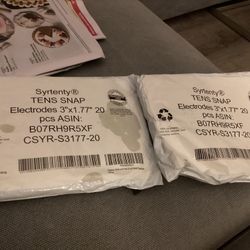 Syrtenty®
TENS SNAP
Electrodes 3"x1.77" 20
pcs ASIN:
B07RH9R5XF
CSYR-S3177-20
Syrtenty®
TENS SNAP
Electrodes 3"x1.77" 20
pcs ASIN:
B07RH9R5XF
CSYR-S3177-20